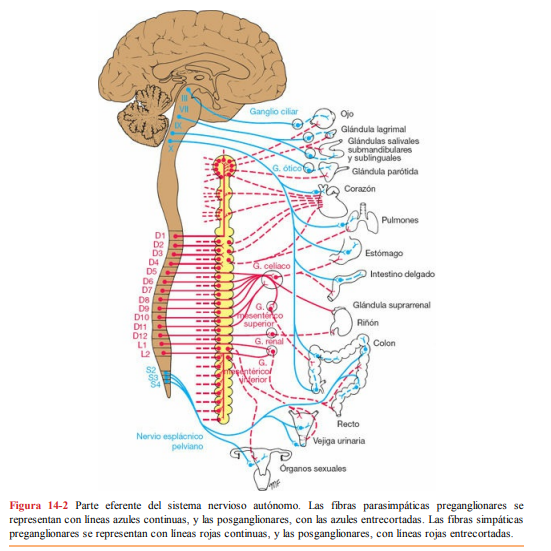 III
VII
IX
X
Ganglio ciliar
Ojo
Glándula lagrimal
Glándulas salivales
submandibulares
y sublinguales
G. ótico
Glándula parótida
Corazón
Pulmones
Estómago
Intestino delgado
D1
D2
D3
D4
D5
D6
D7
D8
D9
D10
D11
D12
L1
L2
S2
S3
S4
G. celíaco
G.
mesentérico
superior
Glándula suprarrenal
Riñón
G. renal
Colon
G.
mesentérico
inferior
Recto
Vejiga urinaria
Nervio esplácnico
pelviano
Órganos sexuales
Figura 14-2 Parte eferente del sistema nervioso autónomo. Las fibras parasimpáticas preganglionares se
representan con líneas azules continuas, y las posganglionares, con las azules entrecortadas. Las fibras simpáticas
preganglionares se representan con líneas rojas continuas, y las posganglionares, con líneas rojas entrecortadas.